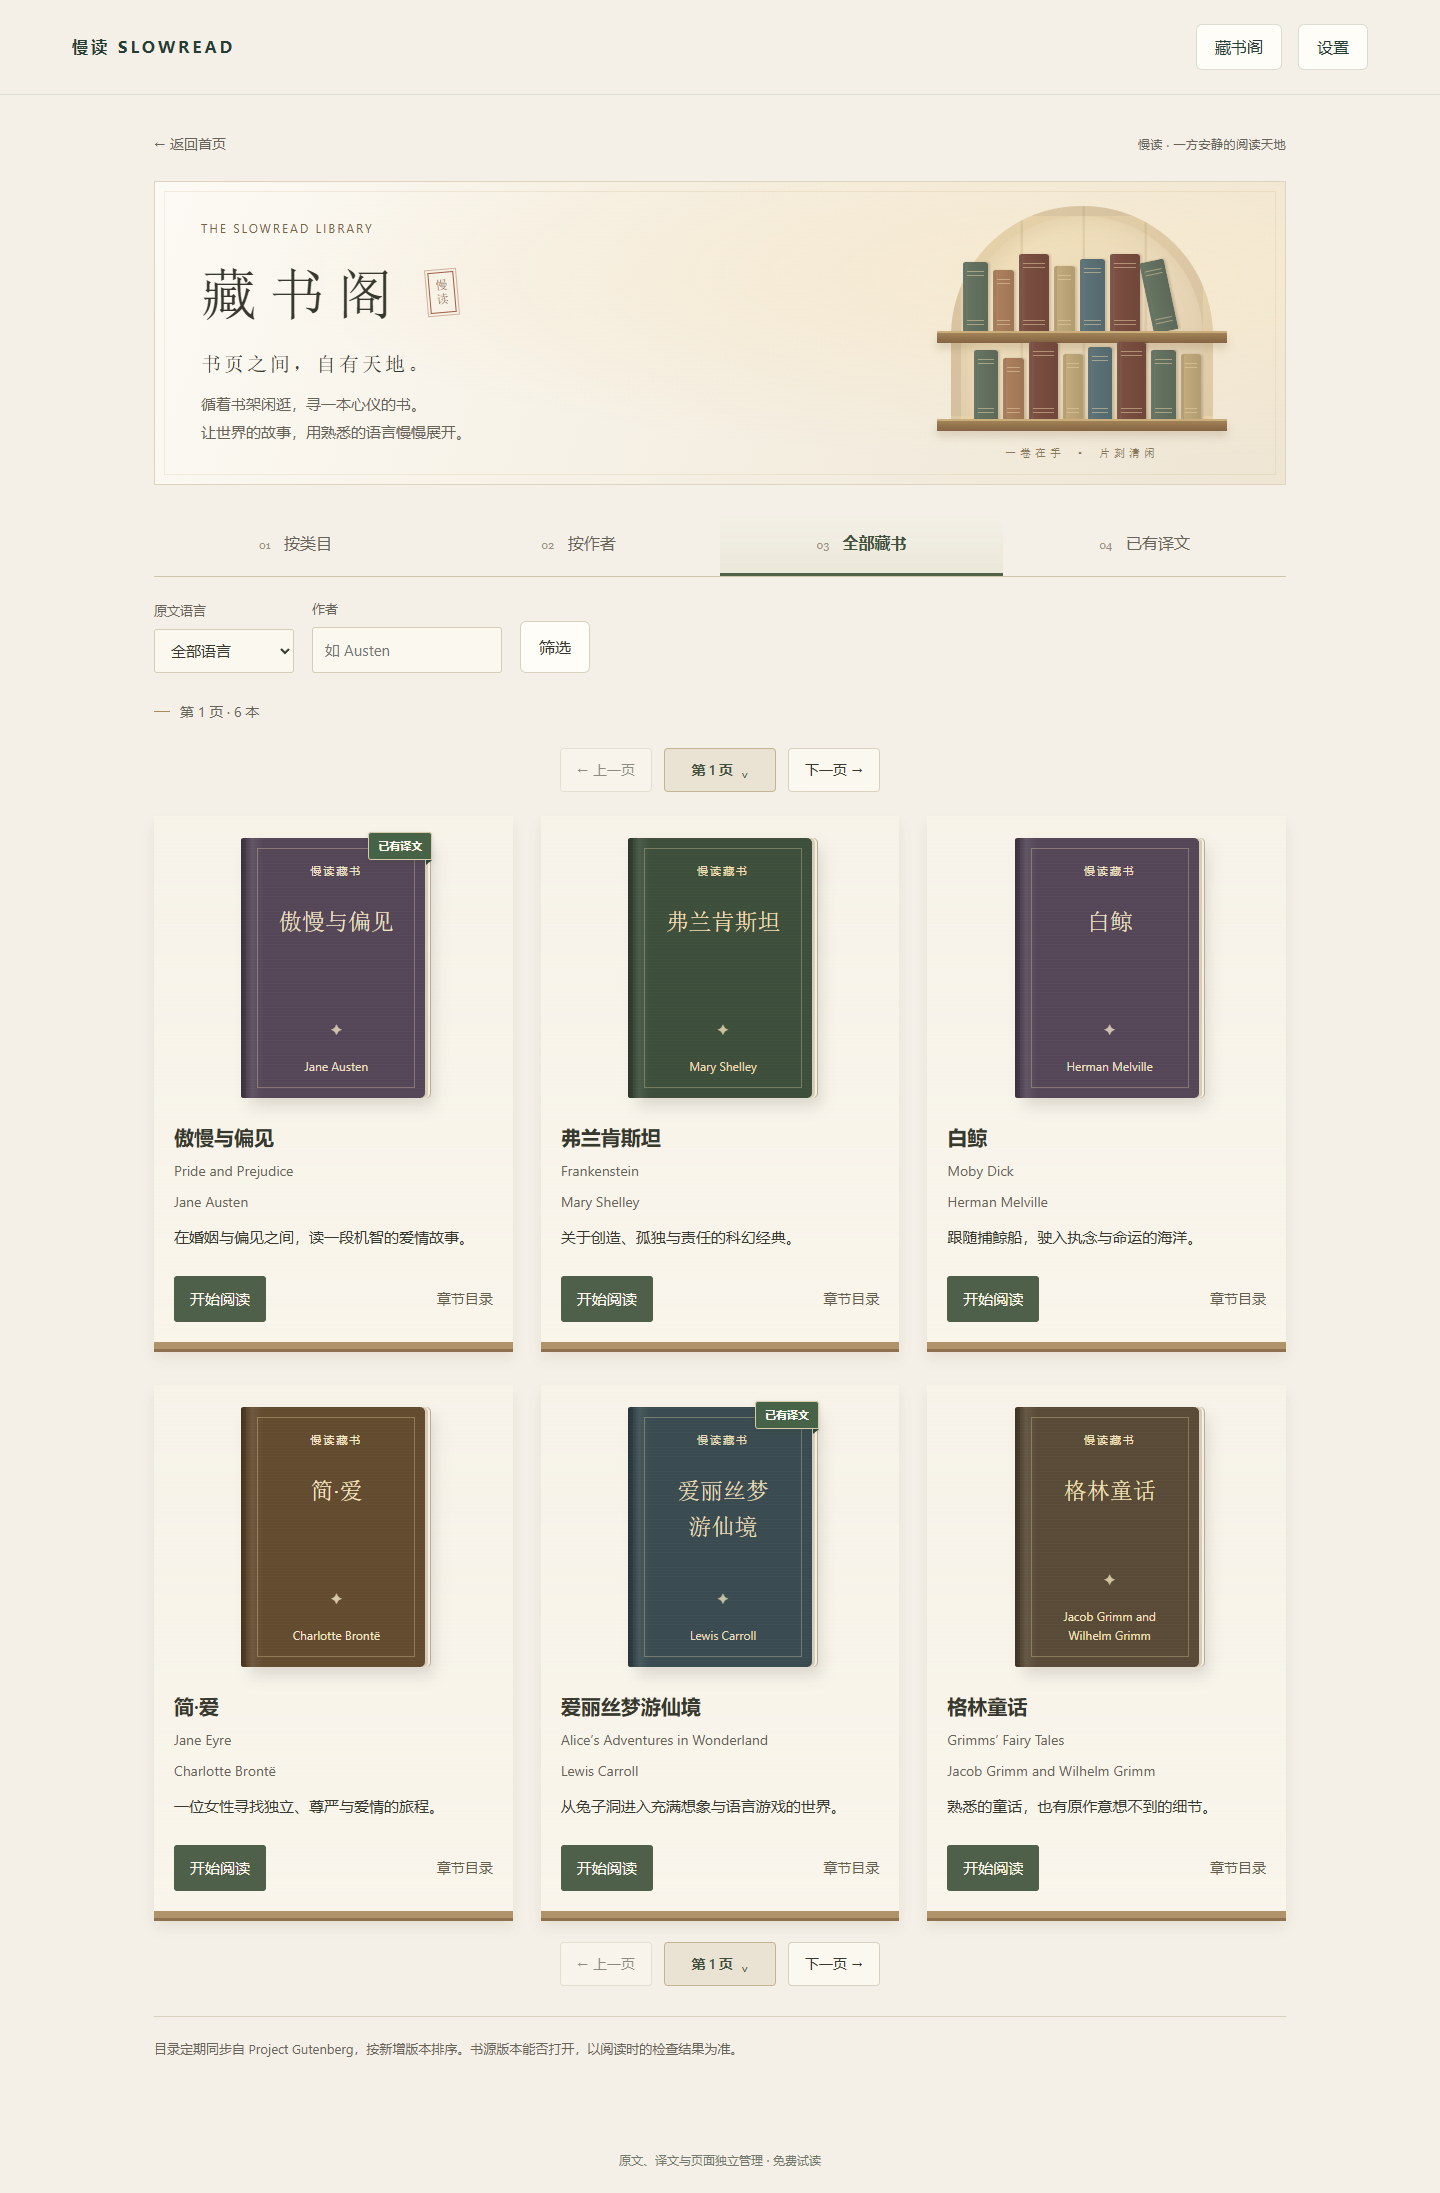 慢读 SLOWREAD
藏书阁
设置
← 返回首页
慢读 · 一方安静的阅读天地
THE SLOWREAD LIBRARY
藏书阁
慢读
书页之间，自有天地。
循着书架闲逛，寻一本心仪的书。
让世界的故事，用熟悉的语言慢慢展开。
一卷在手 · 片刻清闲
01 按类目
02 按作者
03 全部藏书
04 已有译文
原文语言
作者
全部语言
如 Austen
筛选
第 1 页 · 6 本
← 上一页
第 1 页
下一页 →
已有译文
慢读藏书
傲慢与偏见
Jane Austen
慢读藏书
弗兰肯斯坦
Mary Shelley
慢读藏书
白鲸
Herman Melville
傲慢与偏见
Pride and Prejudice
Jane Austen
在婚姻与偏见之间，读一段机智的爱情故事。
开始阅读
章节目录
弗兰肯斯坦
Frankenstein
Mary Shelley
关于创造、孤独与责任的科幻经典。
开始阅读
章节目录
白鲸
Moby Dick
Herman Melville
跟随捕鲸船，驶入执念与命运的海洋。
开始阅读
章节目录
慢读藏书
简·爱
Charlotte Brontë
已有译文
慢读藏书
爱丽丝梦
游仙境
Lewis Carroll
慢读藏书
格林童话
Jacob Grimm and
Wilhelm Grimm
简·爱
Jane Eyre
Charlotte Brontë
一位女性寻找独立、尊严与爱情的旅程。
开始阅读
章节目录
爱丽丝梦游仙境
Alice’s Adventures in Wonderland
Lewis Carroll
从兔子洞进入充满想象与语言游戏的世界。
开始阅读
章节目录
格林童话
Grimms’ Fairy Tales
Jacob Grimm and Wilhelm Grimm
熟悉的童话，也有原作意想不到的细节。
开始阅读
章节目录
← 上一页
第 1 页
下一页 →
目录定期同步自 Project Gutenberg，按新增版本排序。书源版本能否打开，以阅读时的检查结果为准。
原文、译文与页面独立管理 · 免费试读